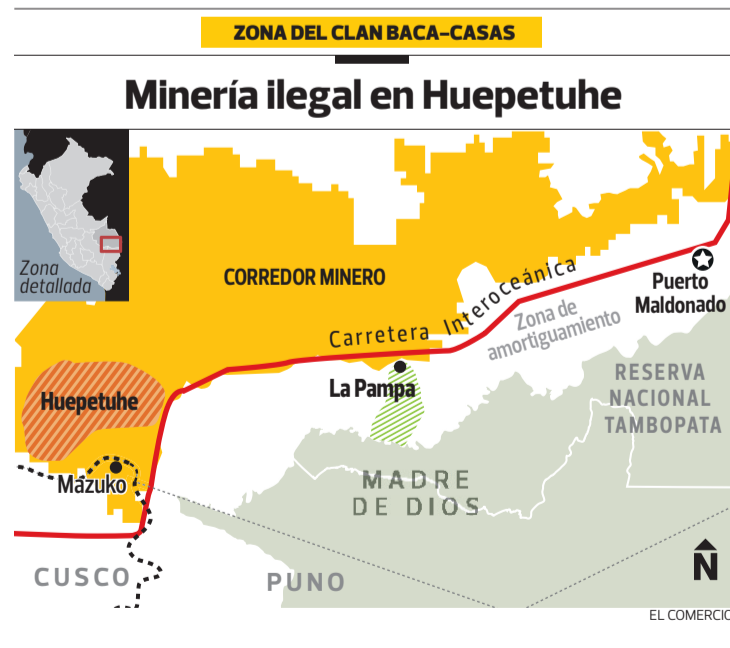 ZONA DEL CLAN BACA-CASAS
Minería ilegal en Huepetuhe
Zona
detallada
CORREDOR MINERO
Carretera Interoceánica
Puerto
Maldonado
Zona de
amortiguamiento
La Pampa
Huepetuhe
RESERVA
NACIONAL
TAMBOPATA
Mazuko
MADRE
DE DIOS
CUSCO
PUNO
N
EL COMERCIO